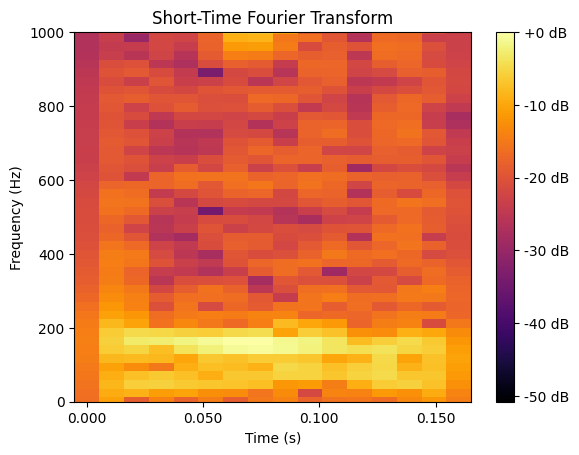 Short-Time Fourier Transform
1000
800
600
400
200
0
Frequency (Hz)
0.000
0.050
0.100
0.150
Time (s)
+0 dB
-10 dB
-20 dB
-30 dB
-40 dB
-50 dB